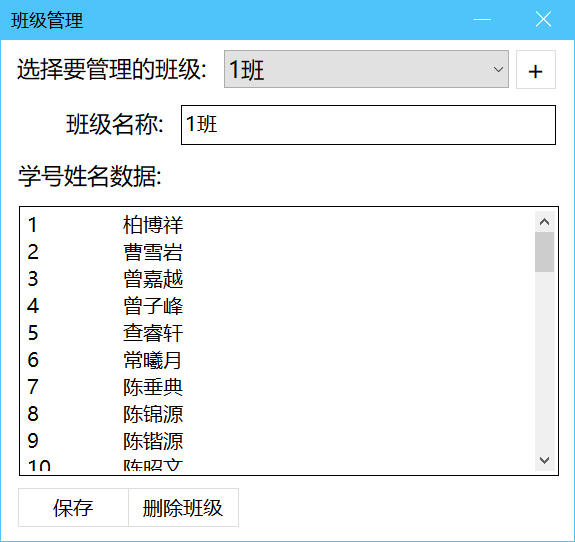 班级管理
选择要管理的班级: 1班 +
班级名称: 1班
学号姓名数据:
1 柏博祥
2 曹雪岩
3 曾嘉越
4 曾子峰
5 查睿轩
6 常曦月
7 陈垂典
8 陈锦源
9 陈锴源
10 陈昭文
保存 删除班级